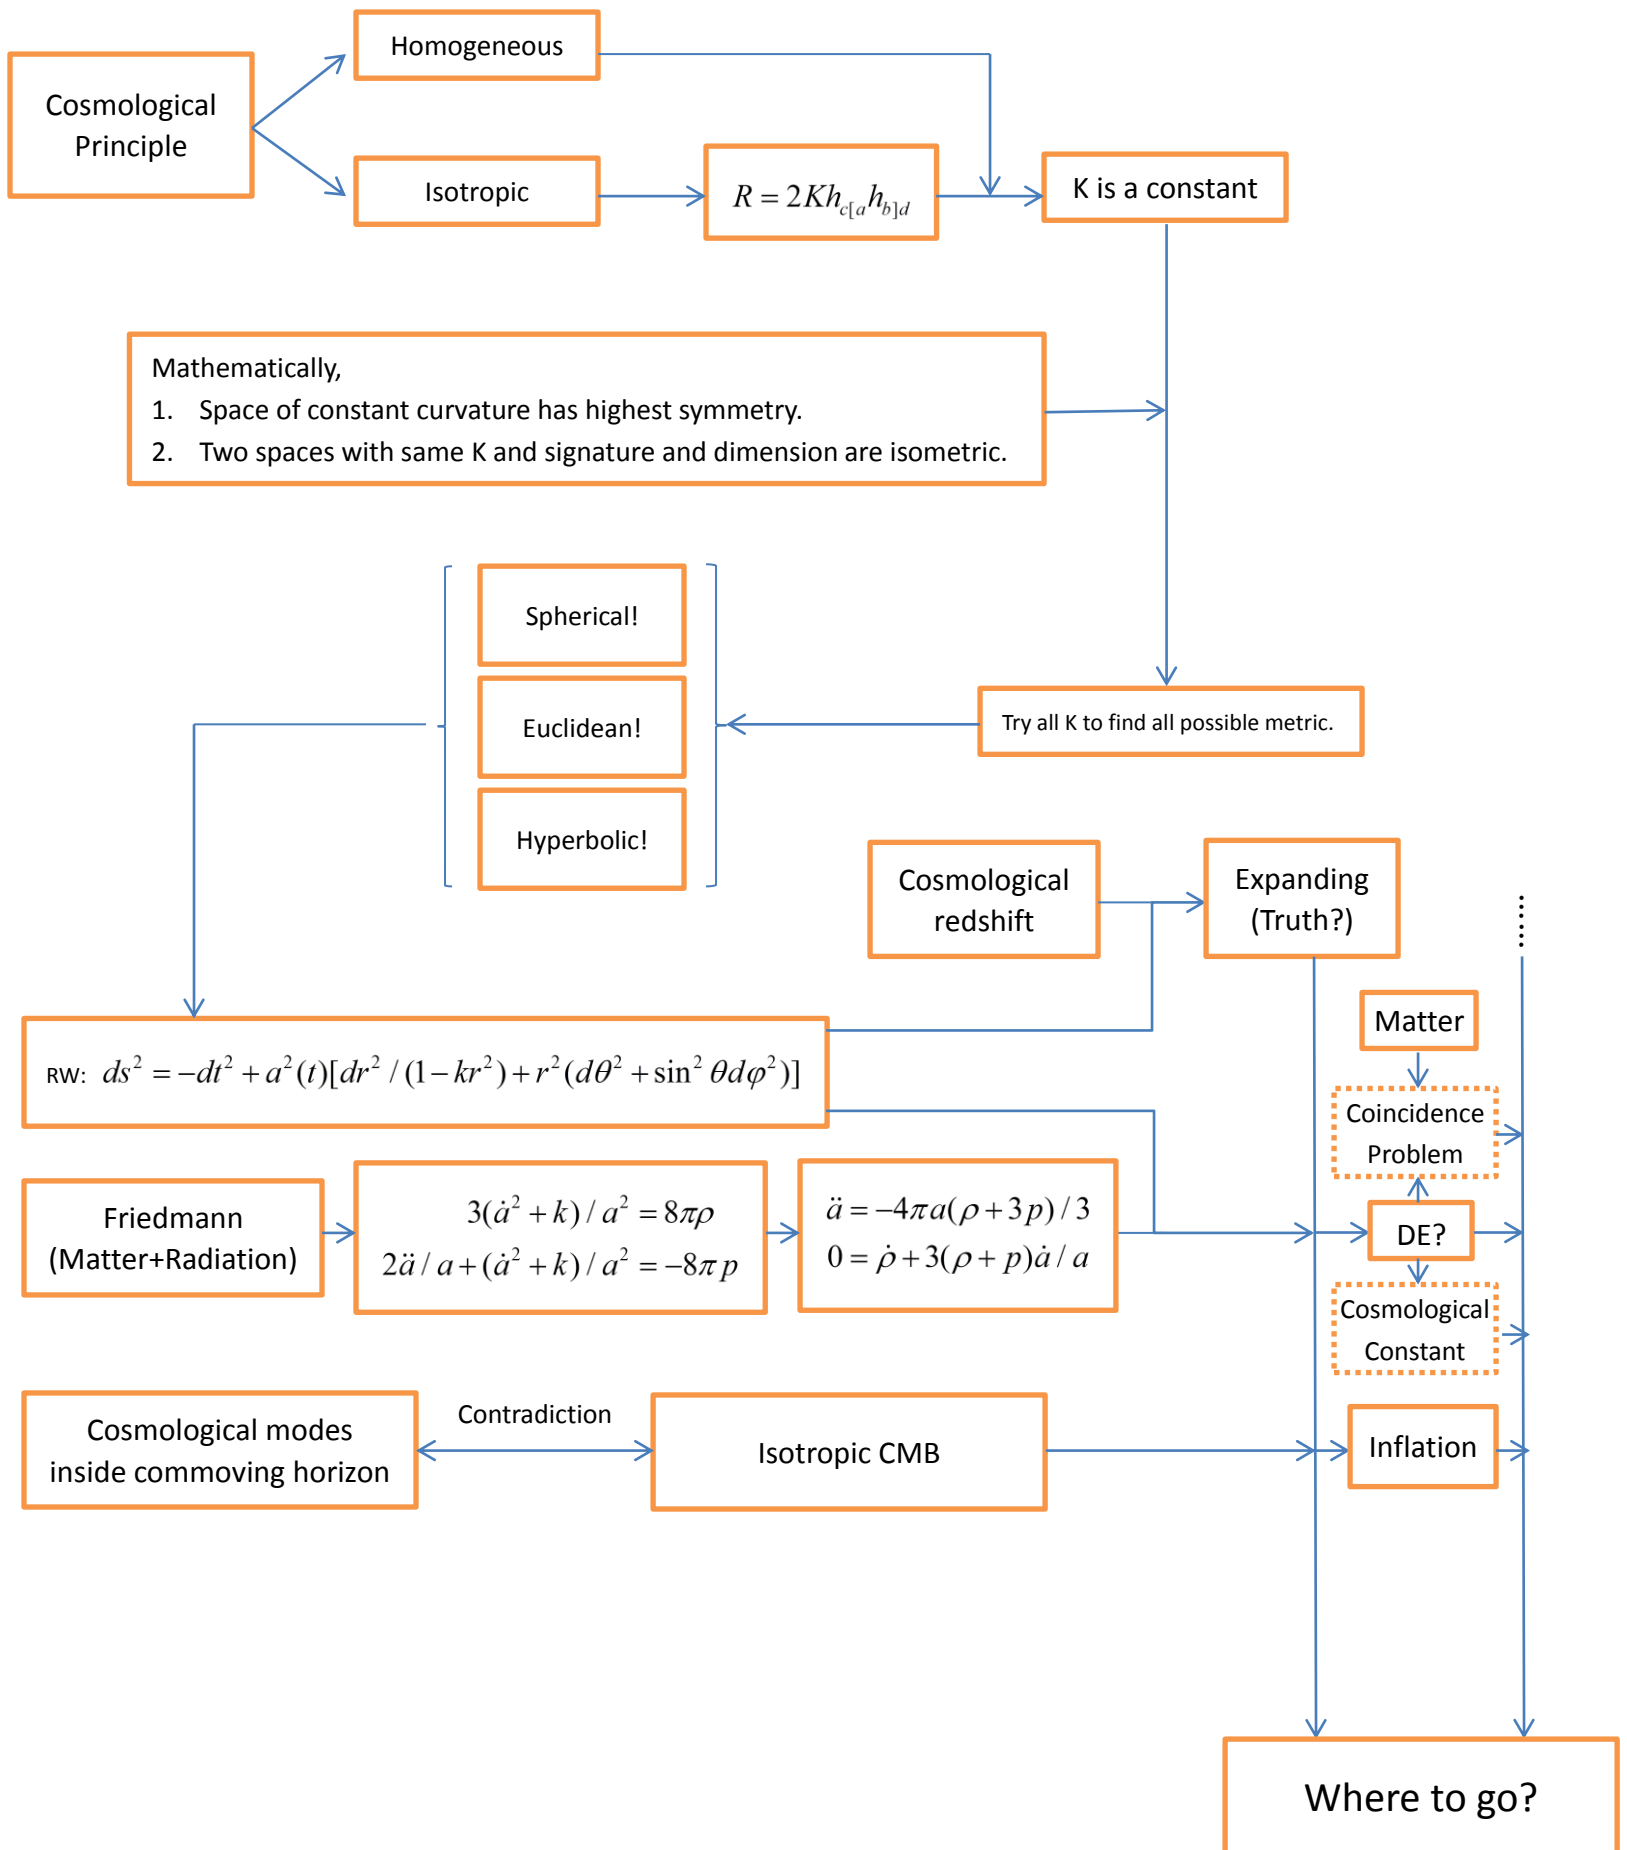 Homogeneous
Cosmological
Principle
Isotropic
R = 2Kh_{c[a}h_{b]d}
K is a constant
Mathematically,
1. Space of constant curvature has highest symmetry.
2. Two spaces with same K and signature and dimension are isometric.
Spherical!
Euclidean!
Hyperbolic!
Try all K to find all possible metric.
Cosmological
redshift
Expanding
(Truth?)
......
RW: ds² = −dt² + a²(t)[dr² / (1 − kr²) + r²(dθ² + sin² θdφ²)]
Matter
Coincidence
Problem
Friedmann
(Matter+Radiation)
3(ȧ² + k) / a² = 8πρ
2ä / a + (ȧ² + k) / a² = −8πp
ä = −4πa(ρ + 3p) / 3
0 = ρ̇ + 3(ρ + p)ȧ / a
DE?
Cosmological
Constant
Cosmological modes
inside commoving horizon
Contradiction
Isotropic CMB
Inflation
Where to go?